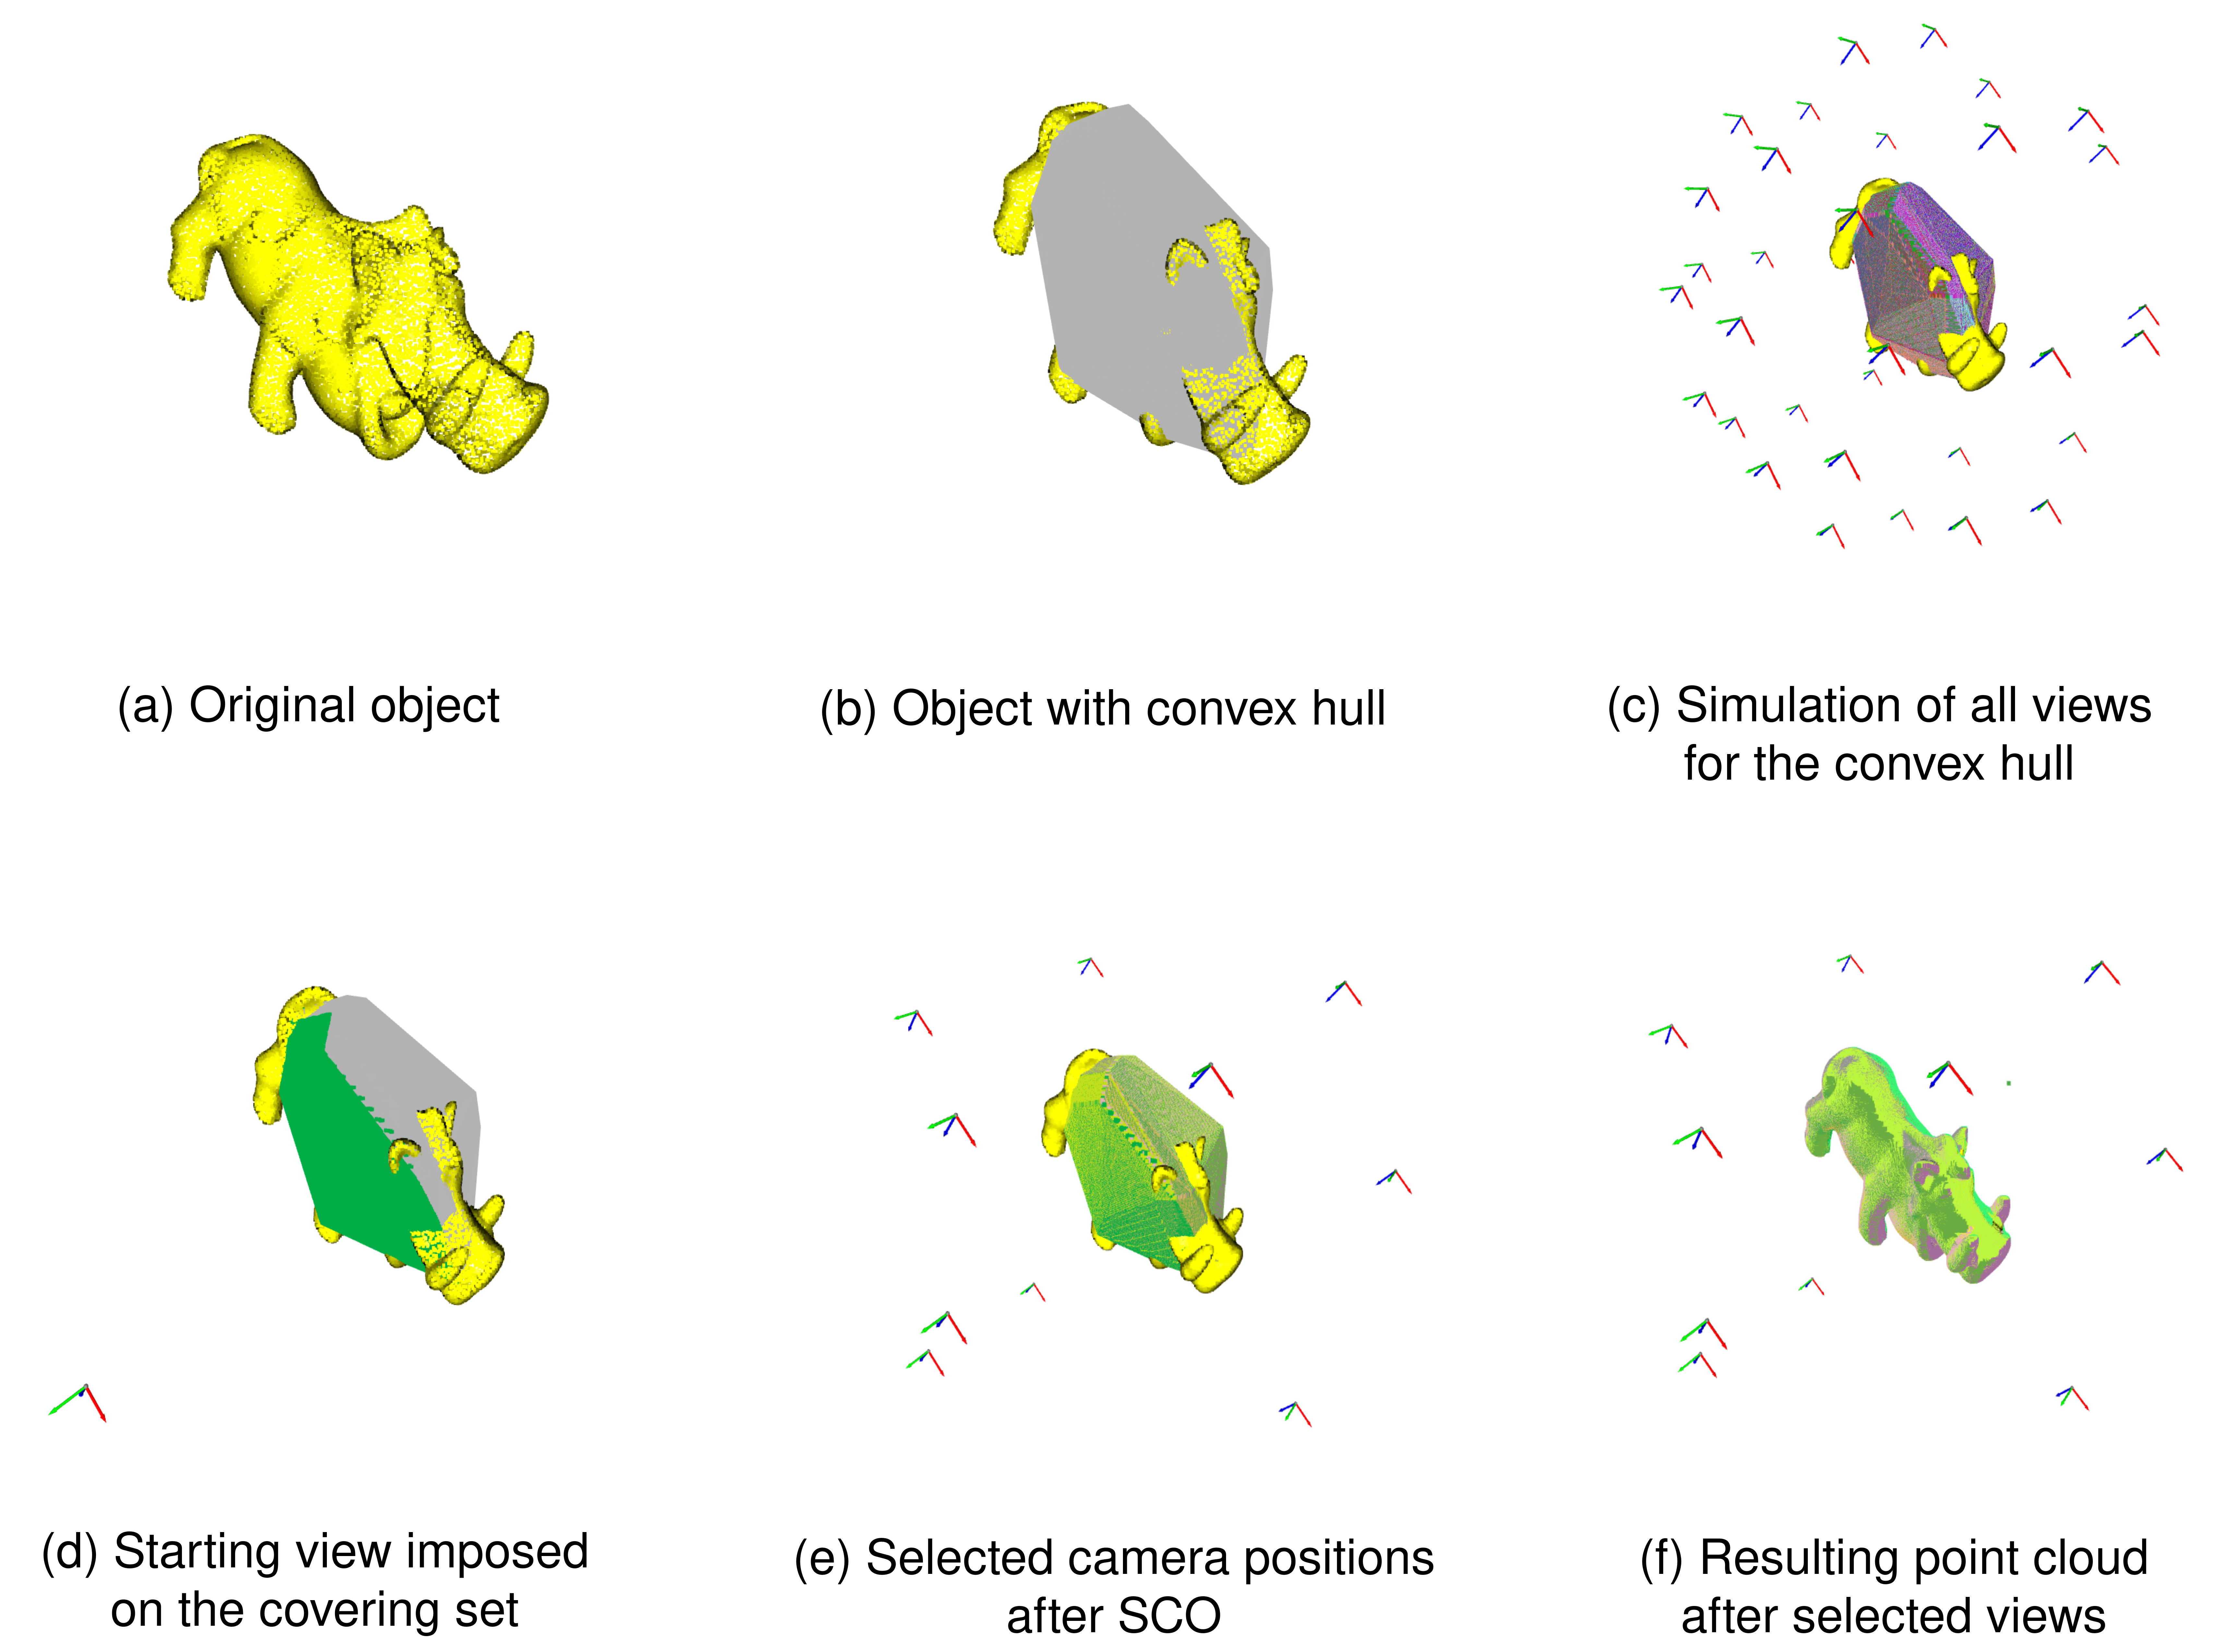 (a) Original object
(b) Object with convex hull
(c) Simulation of all views
for the convex hull
(d) Starting view imposed
on the covering set
(e) Selected camera positions
after SCO
(f) Resulting point cloud
after selected views